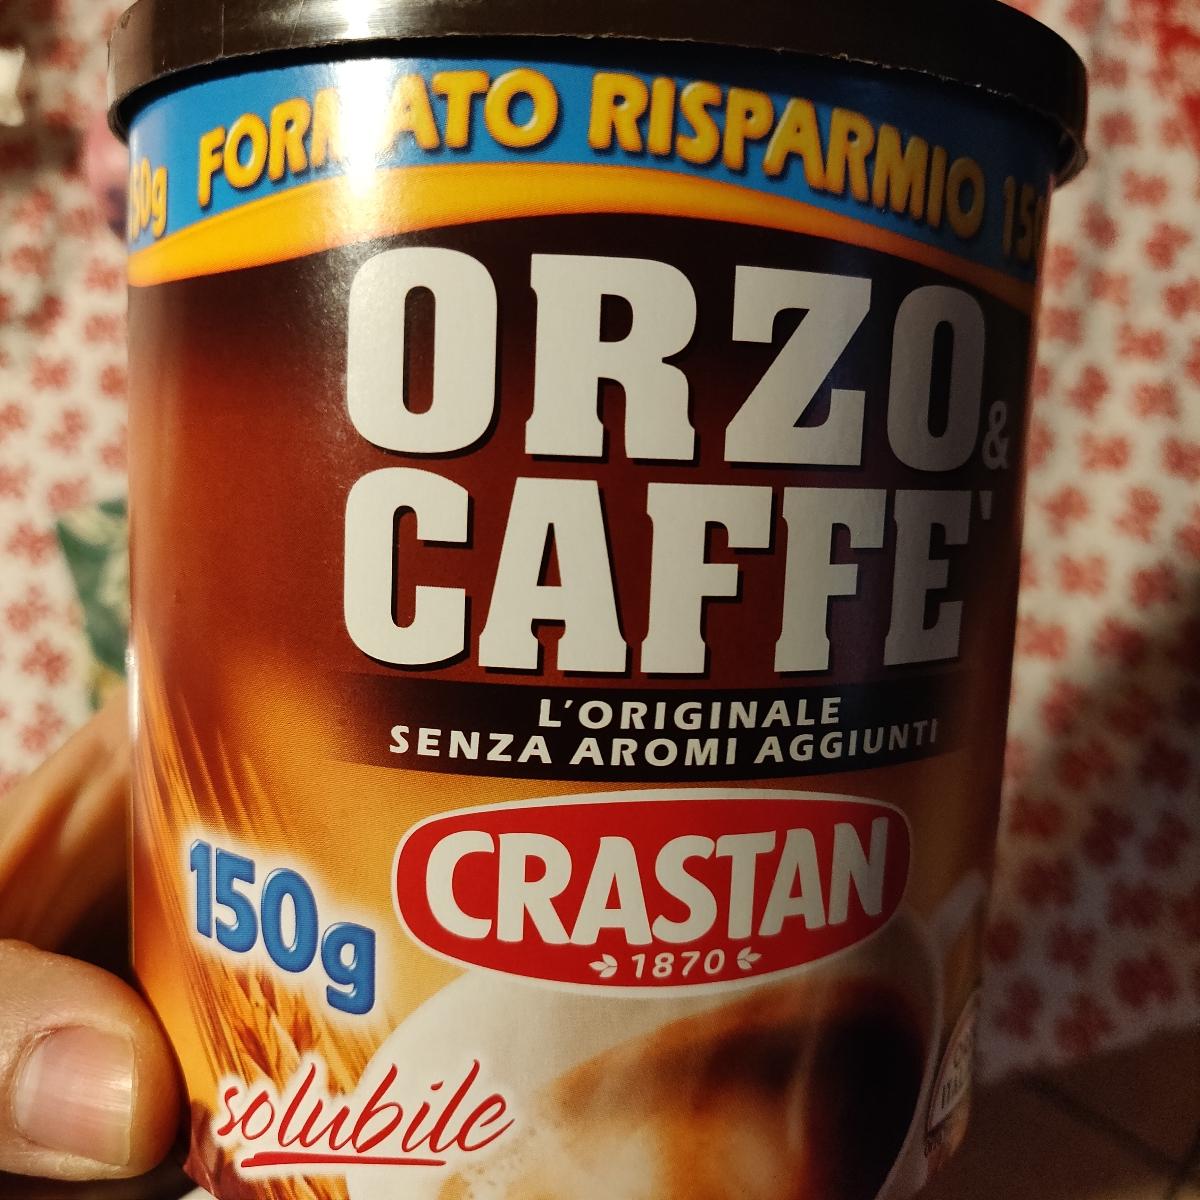 FORMATO RISPARMIO
ORZO &
CAFFE'
L'ORIGINALE
SENZA AROMI AGGIUNTI
CRASTAN
1870
150g
solubile